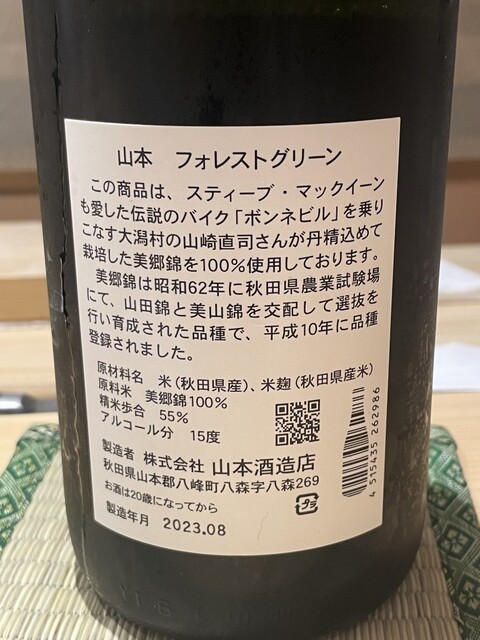 山本　フォレストグリーン
この商品は、スティーブ・マックイーン
も愛した伝説のバイク「ボンネビル」を乗り
こなす大潟村の山崎直司さんが丹精込めて
栽培した美郷錦を100%使用しております。
美郷錦は昭和62年に秋田県農業試験場
にて、山田錦と美山錦を交配して選抜を
行い育成された品種で、平成10年に品種
登録されました。
原材料名　米（秋田県産）、米麹（秋田県産米）
原料米　美郷錦100%
精米歩合　55%
アルコール分　15度
製造者　株式会社 山本酒造店
秋田県山本郡八峰町八森字八森269
お酒は20歳になってから
製造年月　2023.08
プラ
4 515435 262986